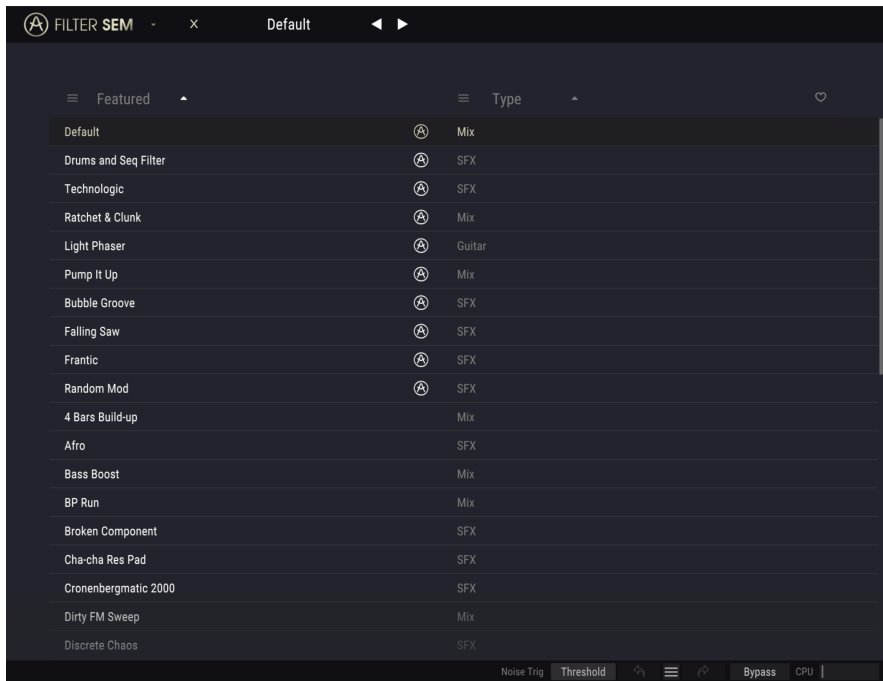 FILTER SEM X Default
Featured Type
Default Mix
Drums and Seq Filter SFX
Technologic SFX
Ratchet & Clunk Mix
Light Phaser Guitar
Pump It Up Mix
Bubble Groove SFX
Falling Saw SFX
Frantic SFX
Random Mod SFX
4 Bars Build-up Mix
Afro SFX
Bass Boost Mix
BP Run Mix
Broken Component SFX
Cha-cha Res Pad SFX
Cronenbergmatic 2000 SFX
Dirty FM Sweep Mix
Discrete Chaos SFX
Noise Trig Threshold Bypass CPU